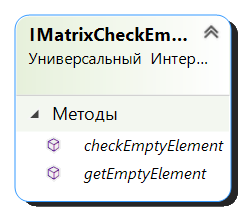 IMatrixCheckEm...
Универсальный Интер...
Методы
checkEmptyElement
getEmptyElement